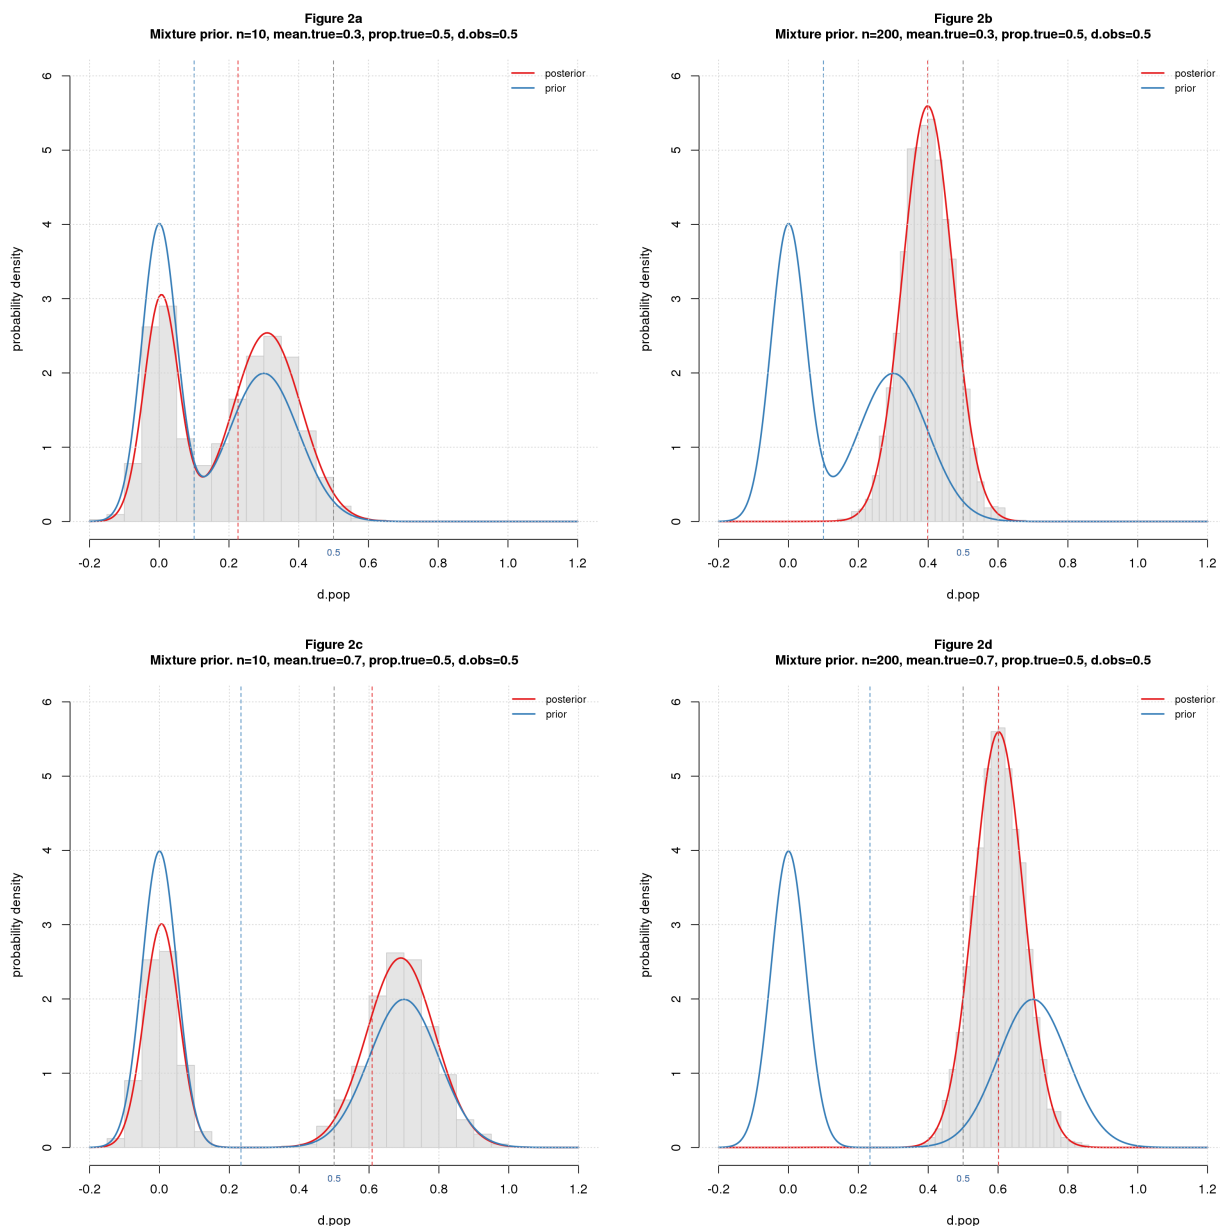 Figure 2a
Mixture prior. n=10, mean.true=0.3, prop.true=0.5, d.obs=0.5
posterior
prior
probability density
6
5
4
3
2
1
0
0.5
-0.2 0.0 0.2 0.4 0.6 0.8 1.0 1.2
d.pop
Figure 2b
Mixture prior. n=200, mean.true=0.3, prop.true=0.5, d.obs=0.5
posterior
prior
probability density
6
5
4
3
2
1
0
0.5
-0.2 0.0 0.2 0.4 0.6 0.8 1.0 1.2
d.pop
Figure 2c
Mixture prior. n=10, mean.true=0.7, prop.true=0.5, d.obs=0.5
posterior
prior
probability density
6
5
4
3
2
1
0
0.5
-0.2 0.0 0.2 0.4 0.6 0.8 1.0 1.2
d.pop
Figure 2d
Mixture prior. n=200, mean.true=0.7, prop.true=0.5, d.obs=0.5
posterior
prior
probability density
6
5
4
3
2
1
0
0.5
-0.2 0.0 0.2 0.4 0.6 0.8 1.0 1.2
d.pop